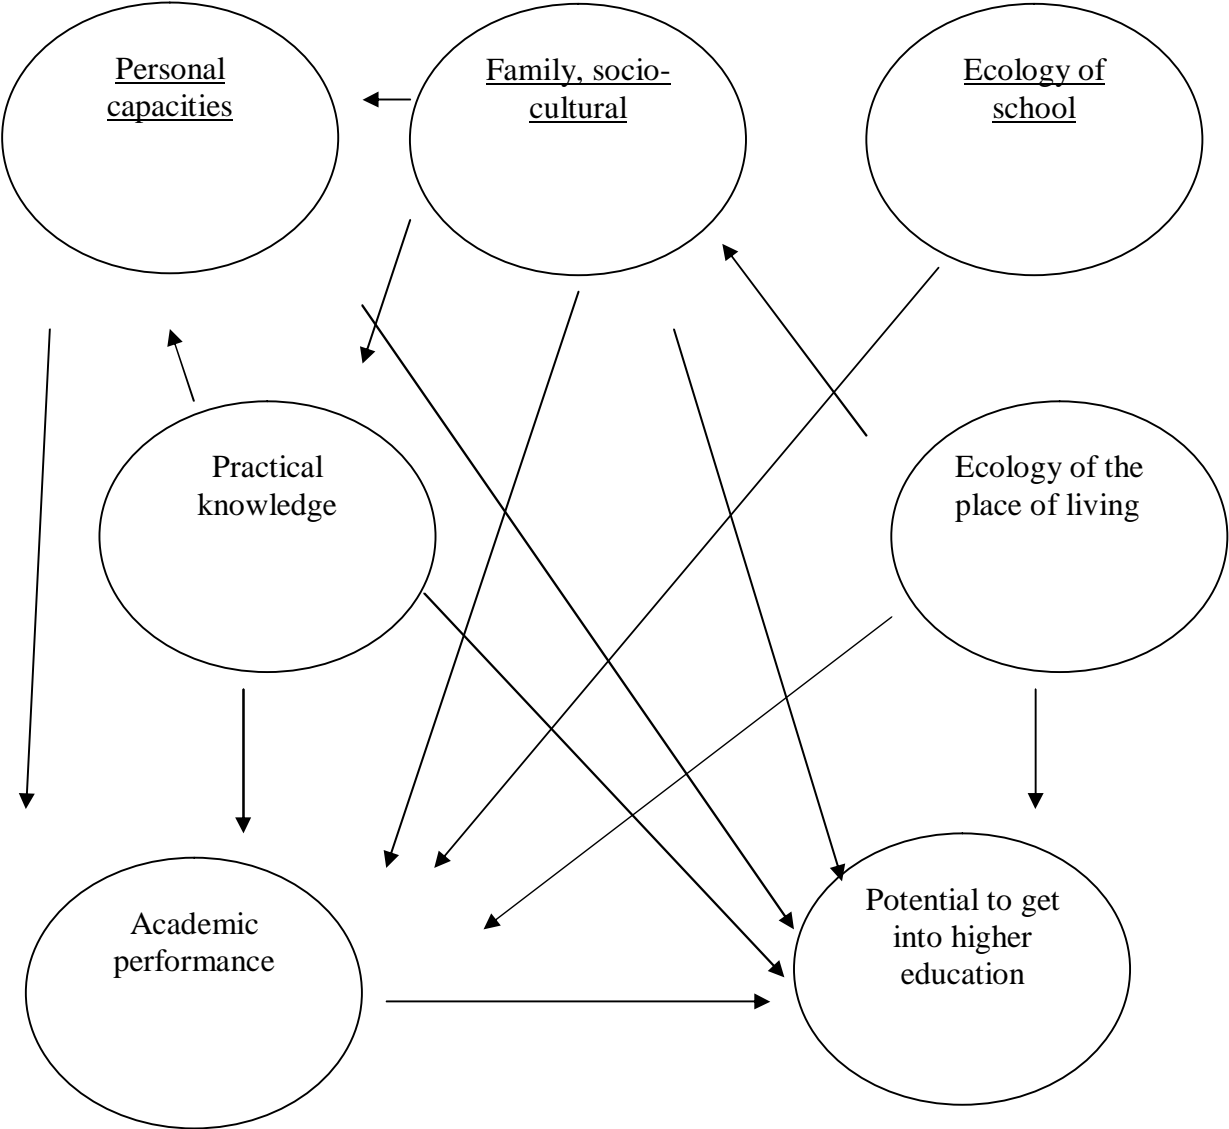 Personal
capacities
Family, socio-
cultural
Ecology of
school
Practical
knowledge
Ecology of the
place of living
Academic
performance
Potential to get
into higher
education